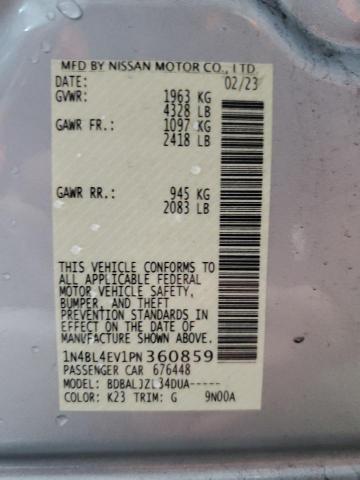 MFD BY NISSAN MOTOR CO., LTD.
DATE: 02/23
GVWR: 1963 KG
4328 LB
GAWR FR.: 1097 KG
2418 LB
GAWR RR.: 945 KG
2083 LB
THIS VEHICLE CONFORMS TO
ALL APPLICABLE FEDERAL
MOTOR VEHICLE SAFETY,
BUMPER, AND THEFT
PREVENTION STANDARDS
IN EFFECT ON THE DATE OF
MANUFACTURE SHOWN ABOVE.
1N4BL4EV1PN360859
PASSENGER CAR 676448
MODEL: BDBALJZL34DUA-----
COLOR: K23 TRIM: G 9N00A